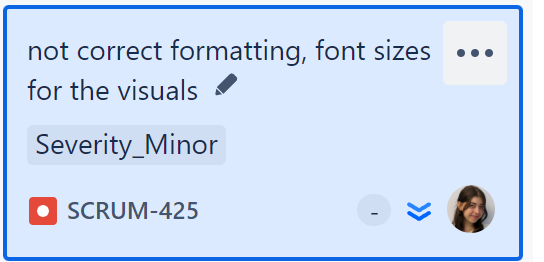 not correct formatting, font sizes
for the visuals
Severity_Minor
SCRUM-425
-